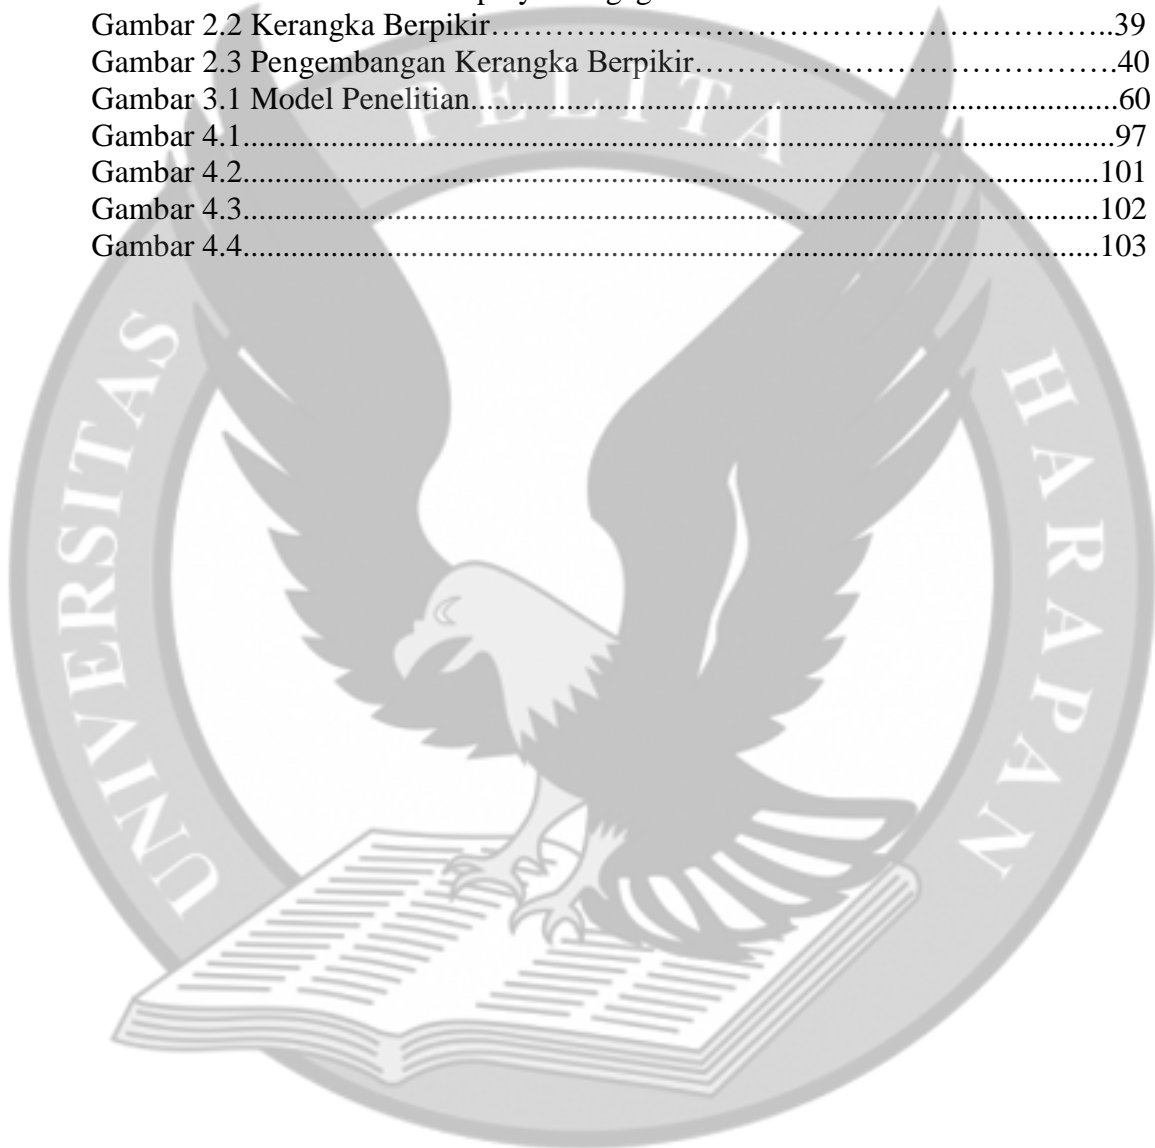 Gambar 2.2 Kerangka Berpikir……………………………………………………..39
Gambar 2.3 Pengembangan Kerangka Berpikir……………………………………….40
Gambar 3.1 Model Penelitian....................................................................................60
Gambar 4.1...............................................................................................................97
Gambar 4.2.............................................................................................................101
Gambar 4.3.............................................................................................................102
Gambar 4.4.............................................................................................................103
UNIVERSITAS PELITA HARAPAN